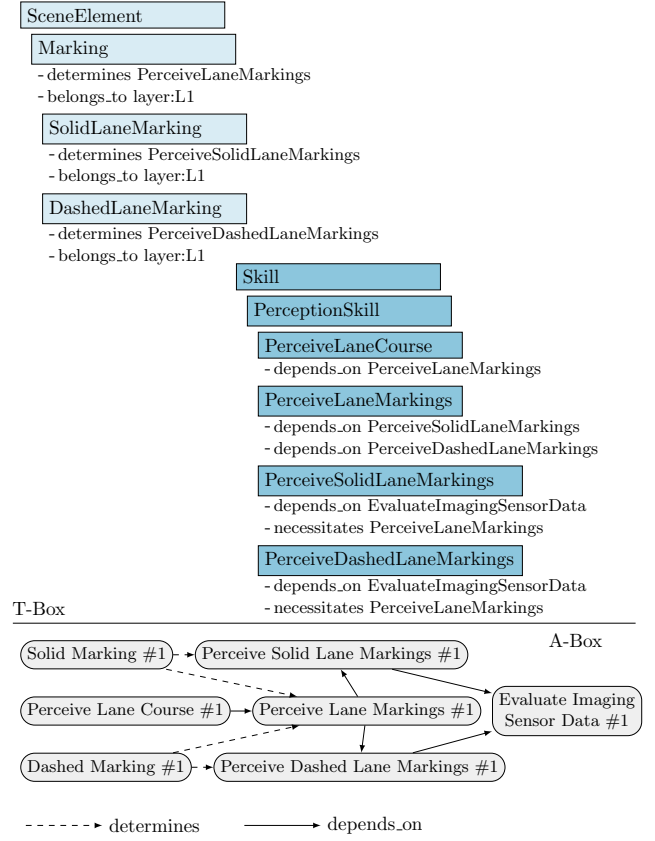 SceneElement
Marking
- determines PerceiveLaneMarkings
- belongs_to layer:L1
SolidLaneMarking
- determines PerceiveSolidLaneMarkings
- belongs_to layer:L1
DashedLaneMarking
- determines PerceiveDashedLaneMarkings
- belongs_to layer:L1
Skill
PerceptionSkill
PerceiveLaneCourse
- depends_on PerceiveLaneMarkings
PerceiveLaneMarkings
- depends_on PerceiveSolidLaneMarkings
- depends_on PerceiveDashedLaneMarkings
PerceiveSolidLaneMarkings
- depends_on EvaluateImagingSensorData
- necessitates PerceiveLaneMarkings
PerceiveDashedLaneMarkings
- depends_on EvaluateImagingSensorData
- necessitates PerceiveLaneMarkings
T-Box
A-Box
Solid Marking #1
Perceive Solid Lane Markings #1
Perceive Lane Course #1
Perceive Lane Markings #1
Evaluate Imaging
Sensor Data #1
Dashed Marking #1
Perceive Dashed Lane Markings #1
determines
depends_on